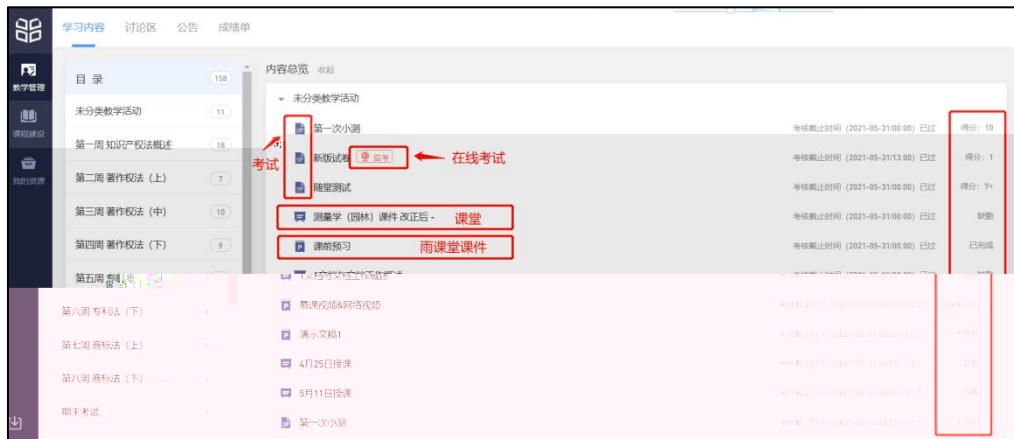 学习内容 讨论区 公告 成绩单
教学管理
课程建设
我的资源
目录 158
未分类教学活动 11
第一周 知识产权法概述 18
第二周 著作权法（上） 7
第三周 著作权法（中） 10
第四周 著作权法（下） 9
第五周
第六周 专利法（下）
第七周 商标法（上）
第八周 商标法（下）
期末考试
内容总览 收起
未分类教学活动
第一次小测 考核截止时间 (2021-05-31/00:00) 已过 得分：10
考试
新版试卷 监考 在线考试 考核截止时间 (2021-05-31/13:00) 已过 得分：1
随堂测试 考核截止时间 (2021-05-31/00:00) 已过 得分：7+
测量学（园林）课件 改正后 - 课堂 考核截止时间 (2021-05-31/00:00) 已过 缺勤
课前预习 雨课堂课件 考核截止时间 (2021-05-31/00:00) 已过 已完成
慕课视频&网络视频
演示文稿1
4月25日授课
5月11日授课
第一次小测